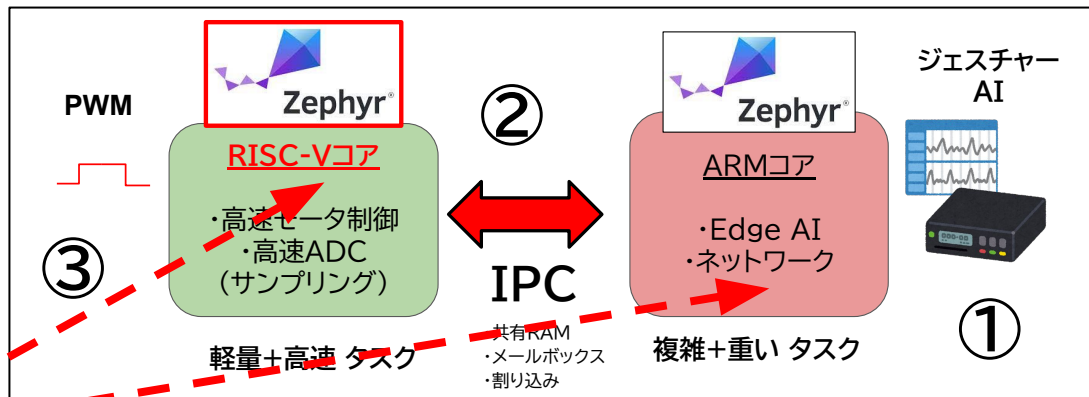 PWM
Zephyr®
RISC-Vコア
・高速モータ制御
・高速ADC
（サンプリング）
軽量+高速 タスク
③
②
IPC
・共有RAM
・メールボックス
・割り込み
Zephyr®
ARMコア
・Edge AI
・ネットワーク
複雑+重い タスク
ジェスチャー
AI
①